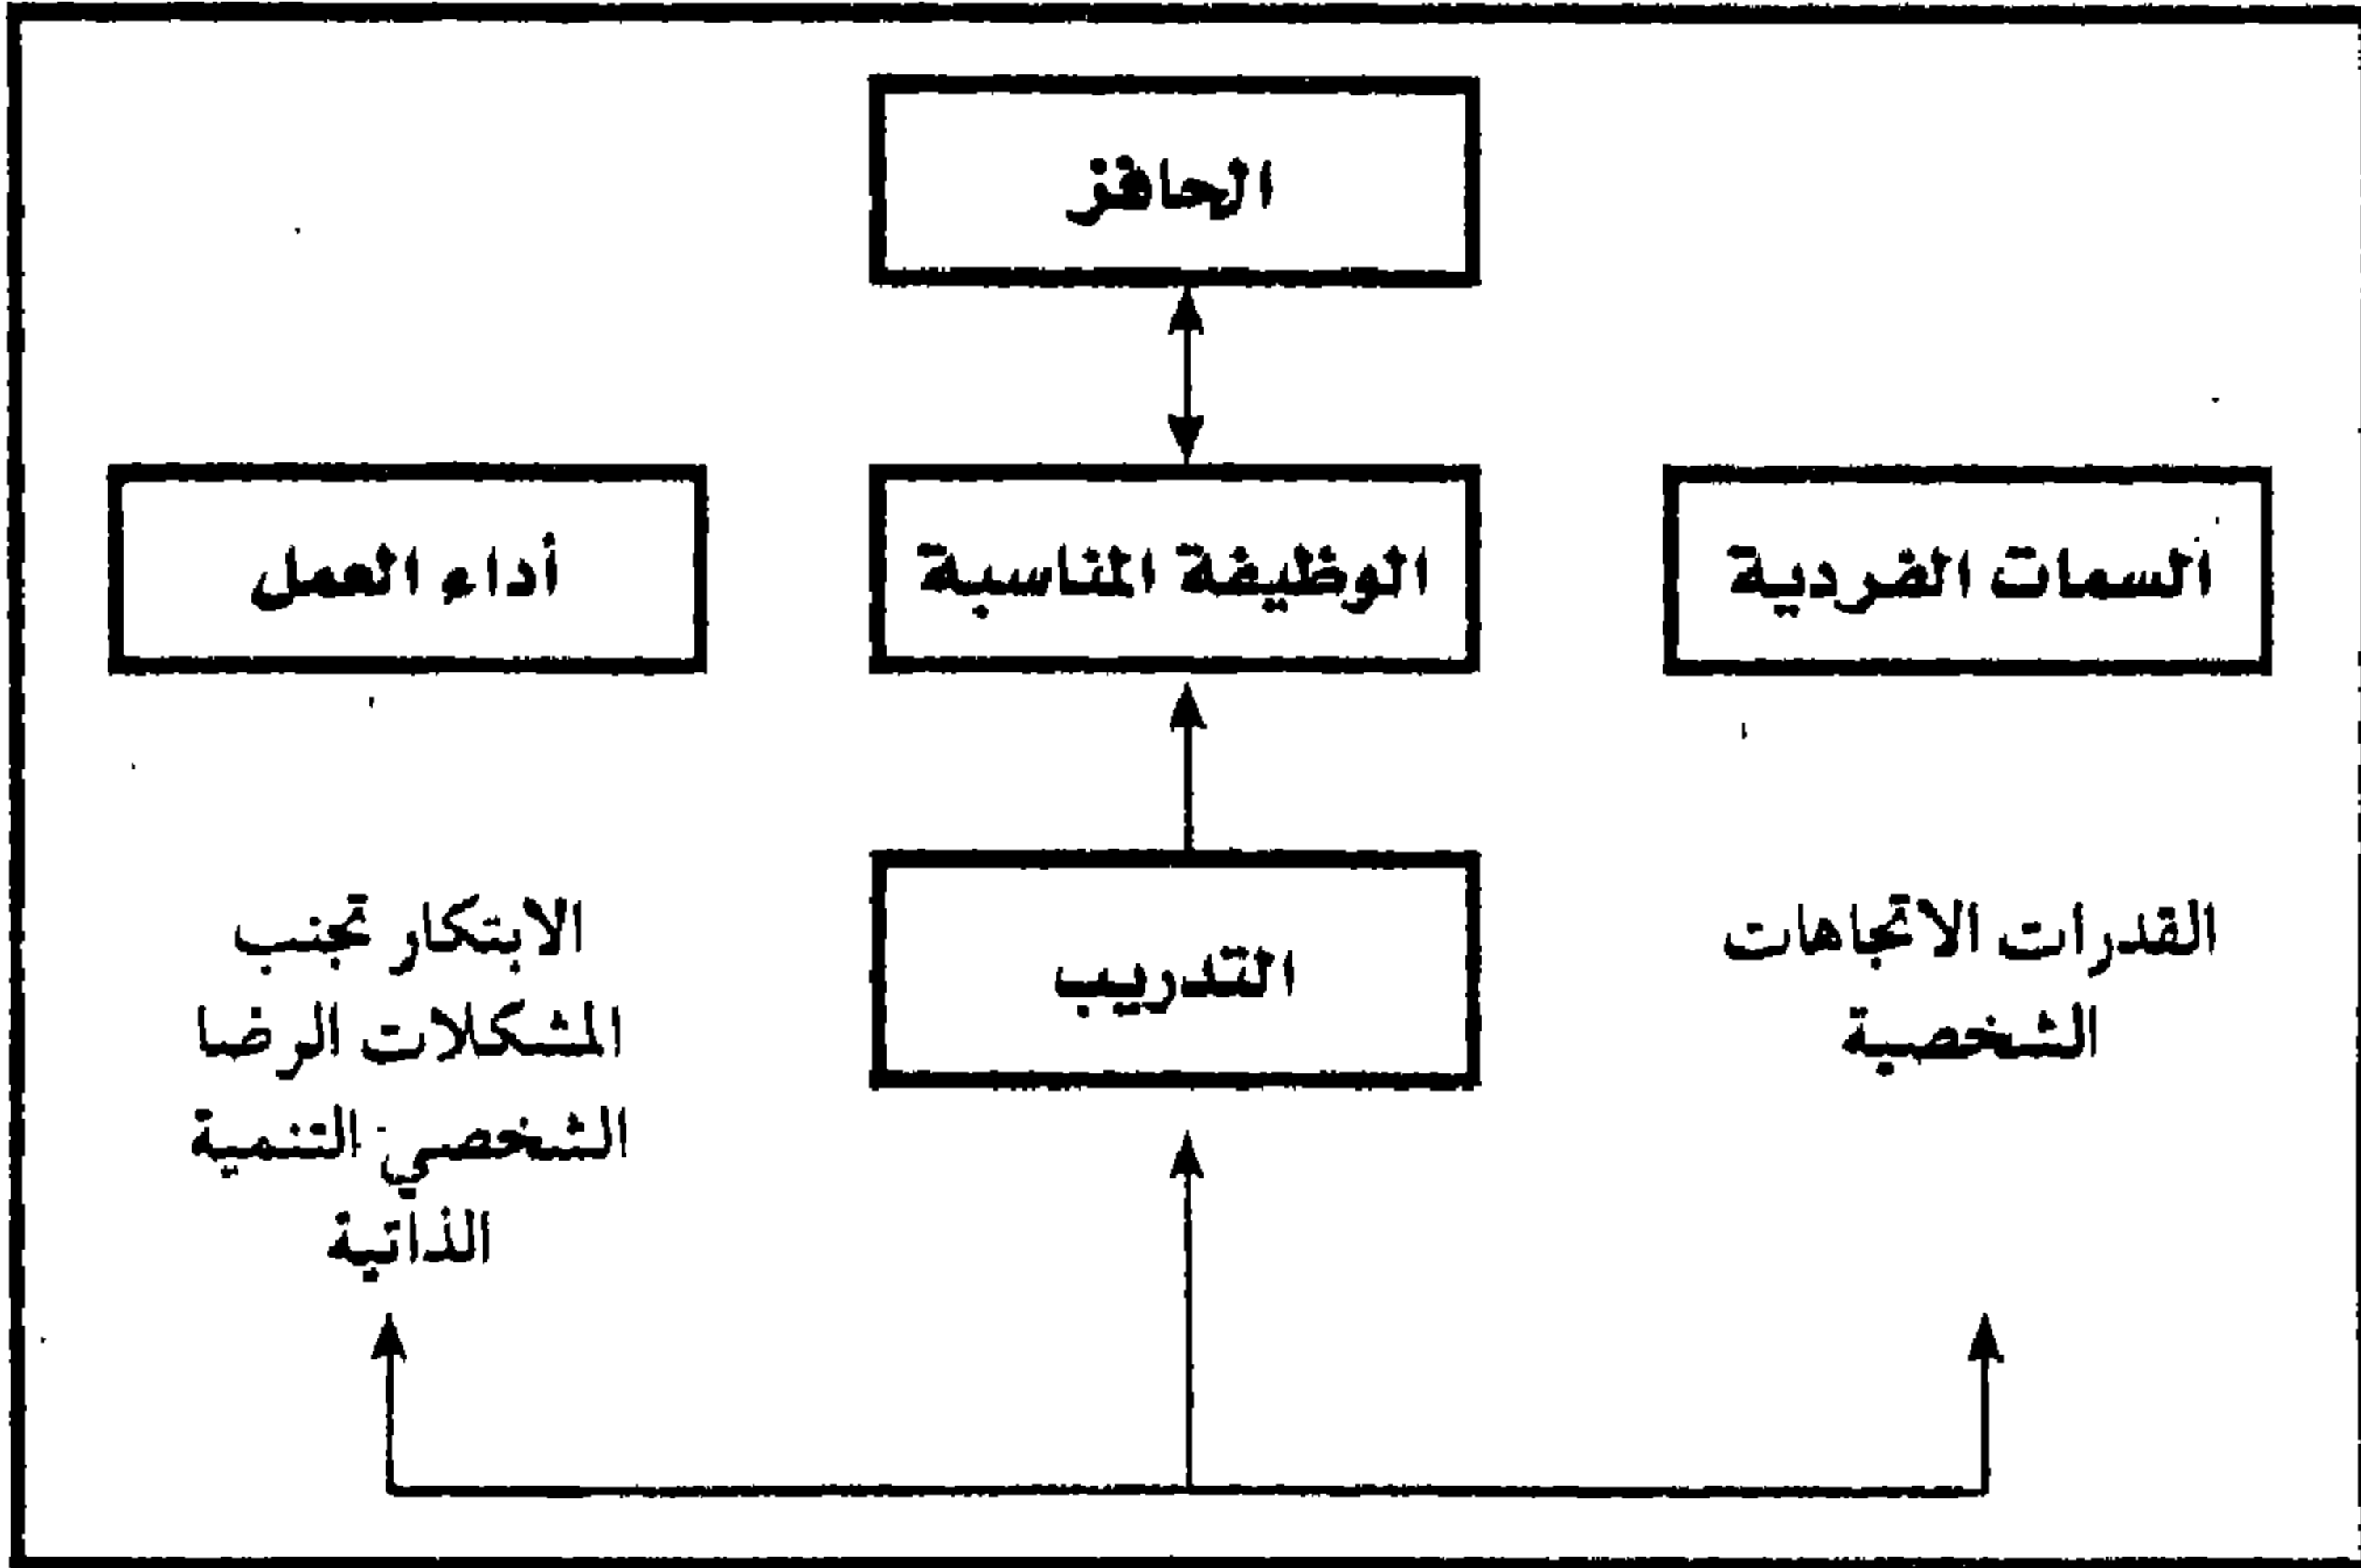 الحافز
السمات الفردية
الوظيفة المناسبة
أداء العمل
القدرات الاتجاهات
الشخصية
التدريب
الابتكار تجنب
المشكلات الرضا
الشخصي- التنمية
الذاتية